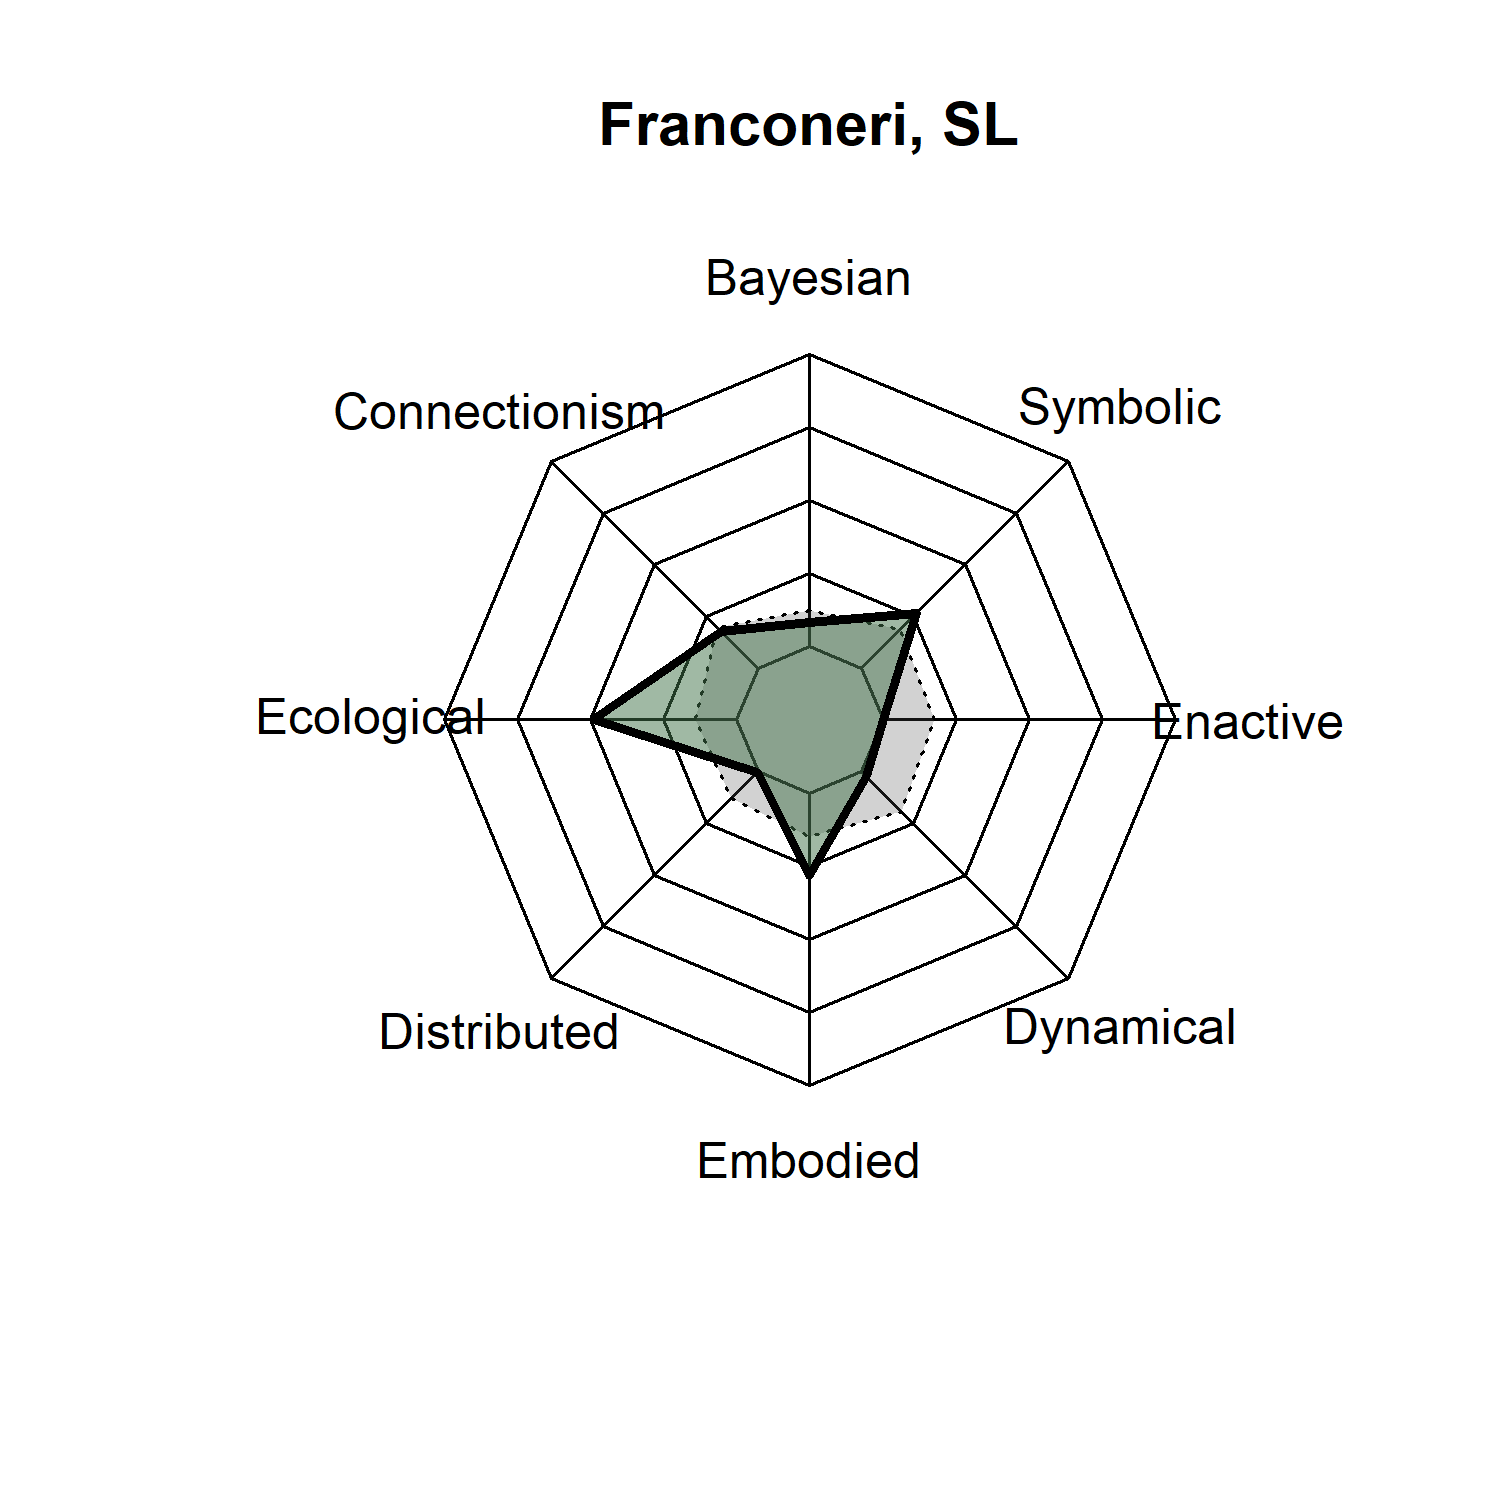 Franconeri, SL
Bayesian
Connectionism
Symbolic
Ecological
Enactive
Distributed
Dynamical
Embodied